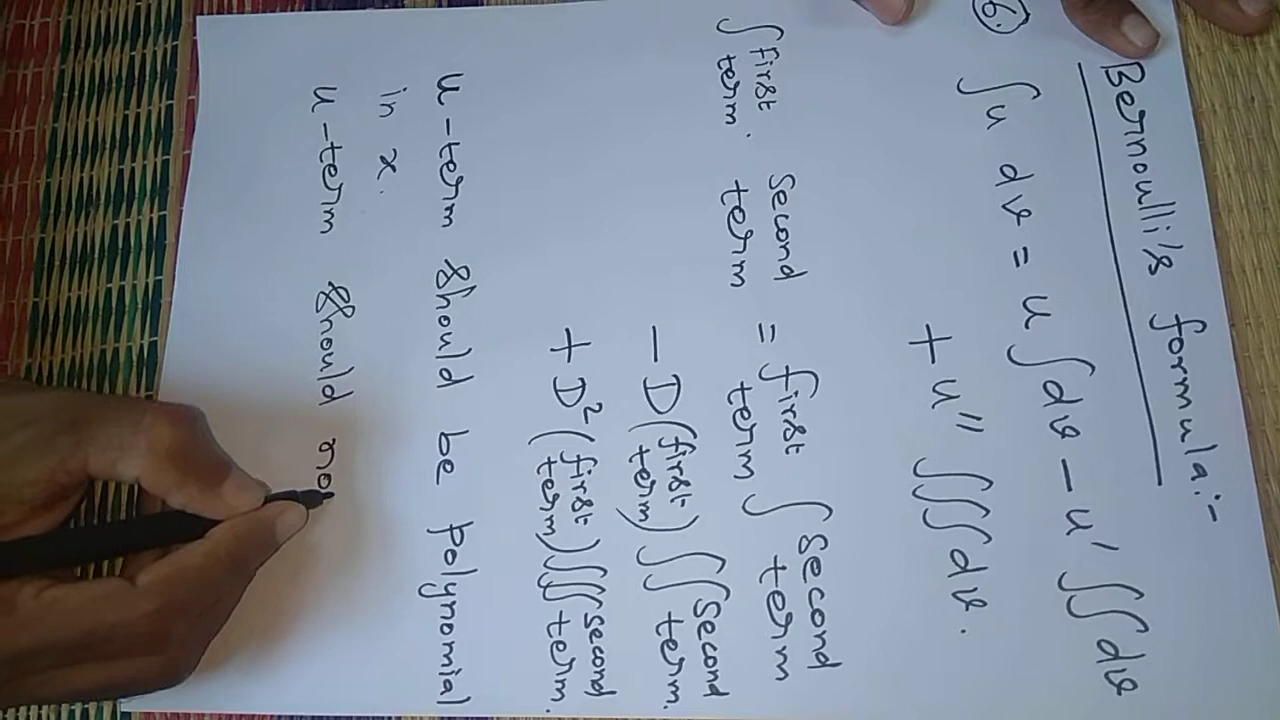 Bernoulli's formula:-
6. ∫u dv = u ∫dv - u' ∫∫dv
+ u'' ∫∫∫dv.
∫first term. second term = first term ∫second term
- D(first term) ∫∫second term.
+ D²(first term) ∫∫∫second term.
u-term should be polynomial
in x.
u-term should no